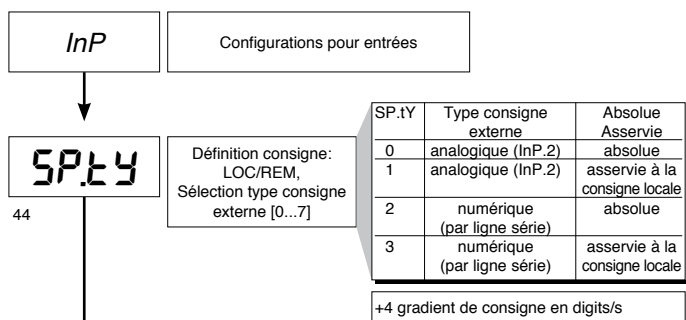 InP
Configurations pour entrées
SP.tY
44
Définition consigne:
LOC/REM,
Sélection type consigne
externe [0...7]
SP.tY Type consigne externe Absolue Asservie
0 analogique (InP.2) absolue
1 analogique (InP.2) asservie à la consigne locale
2 numérique (par ligne série) absolue
3 numérique (par ligne série) asservie à la consigne locale
+4 gradient de consigne en digits/s